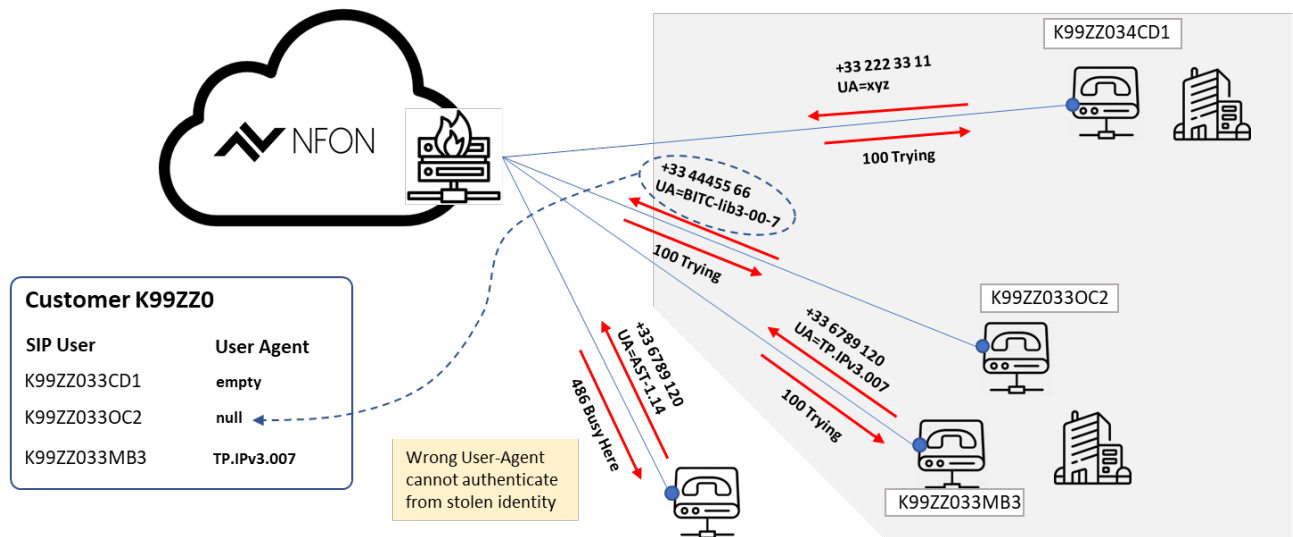 NFON
K99ZZ034CD1
+33 222 33 11
UA=xyz
100 Trying
+33 44455 66
UA=BITC-lib3-00-7
100 Trying
K99ZZ033OC2
+33 6789 120
UA=TP.IPv3.007
100 Trying
K99ZZ033MB3
+33 6789 120
UA=AST-1.14
486 Busy Here
Customer K99ZZ0
SIP User User Agent
K99ZZ033CD1 empty
K99ZZ033OC2 null
K99ZZ033MB3 TP.IPv3.007
Wrong User-Agent
cannot authenticate
from stolen identity